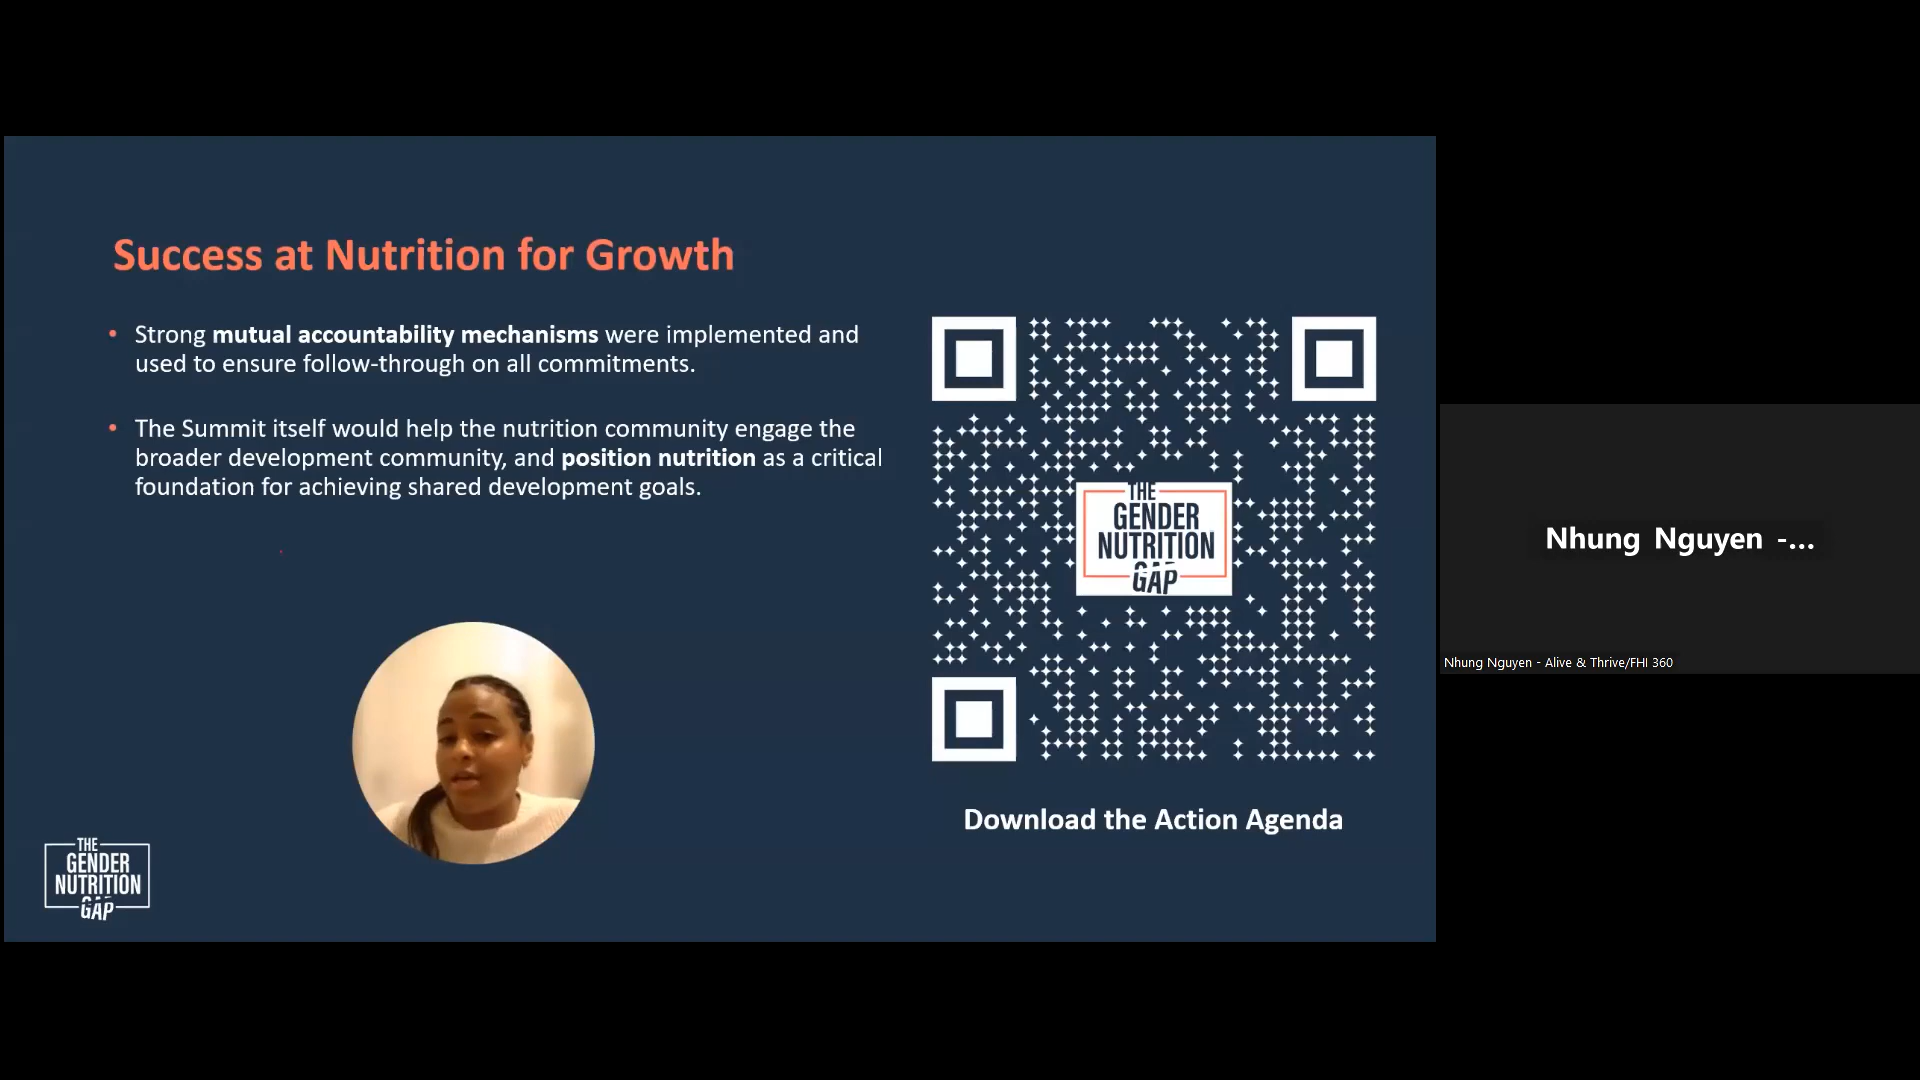 Success at Nutrition for Growth
• Strong mutual accountability mechanisms were implemented and
used to ensure follow-through on all commitments.
• The Summit itself would help the nutrition community engage the
broader development community, and position nutrition as a critical
foundation for achieving shared development goals.
THE
GENDER
NUTRITION
GAP
Download the Action Agenda
THE
GENDER
NUTRITION
GAP
Nhung Nguyen -...
Nhung Nguyen - Alive & Thrive/FHI 360